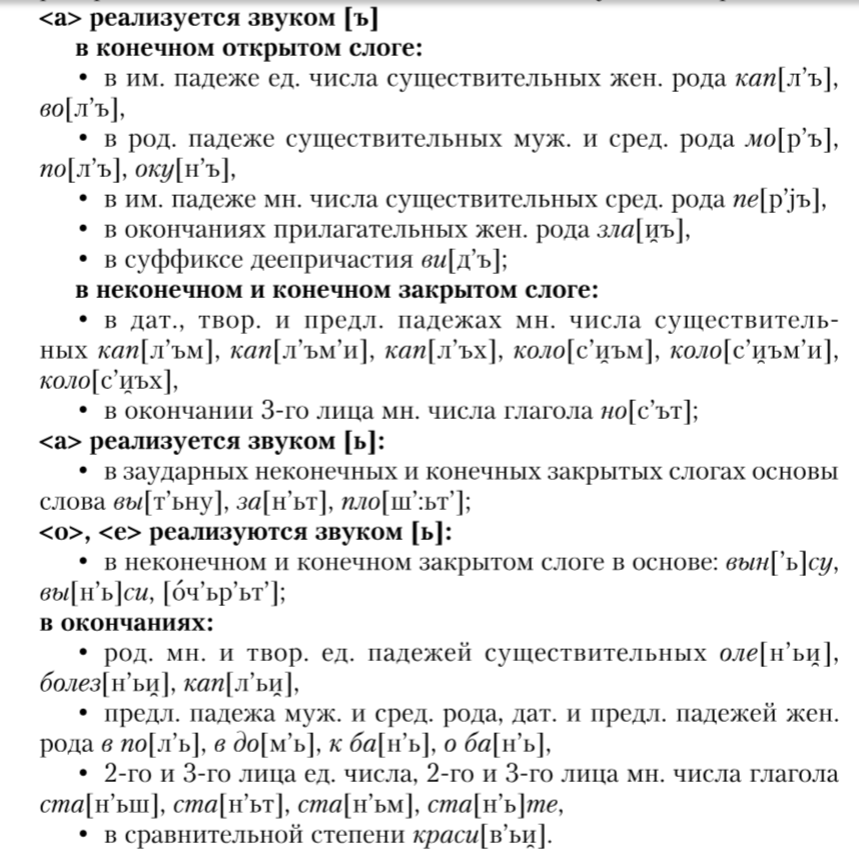 <а> реализуется звуком [ъ]
в конечном открытом слоге:
• в им. падеже ед. числа существительных жен. рода кап[л’ъ],
во[л’ъ],
• в род. падеже существительных муж. и сред. рода мо[р’ъ],
по[л’ъ], оку[н’ъ],
• в им. падеже мн. числа существительных сред. рода пе[р’jъ],
• в окончаниях прилагательных жен. рода зла[и̯ъ],
• в суффиксе деепричастия ви[д’ъ];
в неконечном и конечном закрытом слоге:
• в дат., твор. и предл. падежах мн. числа существитель-
ных кап[л’ъм], кап[л’ъм’и], кап[л’ъх], коло[с’и̯ъм], коло[с’и̯ъм’и],
коло[с’и̯ъх],
• в окончании 3-го лица мн. числа глагола но[с’ът];
<а> реализуется звуком [ь]:
• в заударных неконечных и конечных закрытых слогах основы
слова вы[т’ьну], за[н’ьт], пло[ш’:ьт’];
<о>, <е> реализуются звуком [ь]:
• в неконечном и конечном закрытом слоге в основе: вын[’ь]су,
вы[н’ь]си, [о́ч’ьр’ьт’];
в окончаниях:
• род. мн. и твор. ед. падежей существительных оле[н’ьи̯],
болез[н’ьи̯], кап[л’ьи̯],
• предл. падежа муж. и сред. рода, дат. и предл. падежей жен.
рода в по[л’ь], в до[м’ь], к ба[н’ь], о ба[н’ь],
• 2-го и 3-го лица ед. числа, 2-го и 3-го лица мн. числа глагола
ста[н’ьш], ста[н’ьт], ста[н’ьм], ста[н’ь]те,
• в сравнительной степени краси[в’ьи̯].